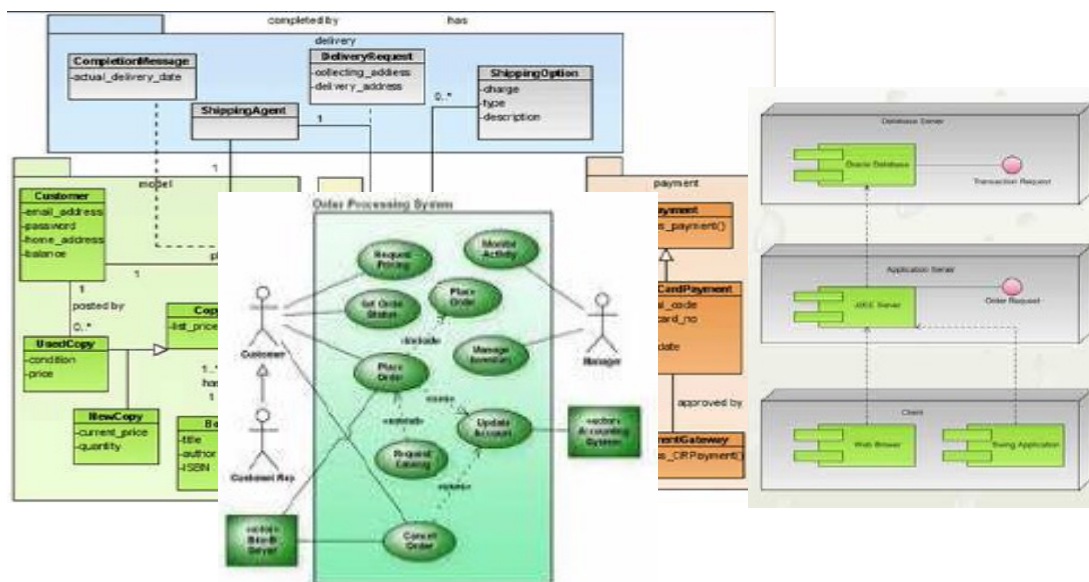 completed by
has
delivery
CompletionMessage
-actual_delivery_date
DeliveryRequest
-collecting_address
-delivery_address
ShippingOption
-charge
-type
-description
0..*
ShippingAgent
1
1
model
Customer
-email_address
-password
-home_address
-balance
1
1
1
posted by
0..*
UsedCopy
-condition
-price
-list_price
1..*
1
NewCopy
-current_price
-quantity
-title
-author
-ISBN
payment
approved by
Order Processing System
Request
Pricing
Monitor
Activity
Get Order
Status
Place
Order
«include»
Customer
Place
Order
Manage
Manager
Update
Account
«actor»
Accounting
System
Request
Customer Rep
«actor»
Server
Cancel
Order
Database Server
Oracle Database
Transaction Request
Application Server
J2EE Server
Order Request
Client
Web Browser
Swing Application